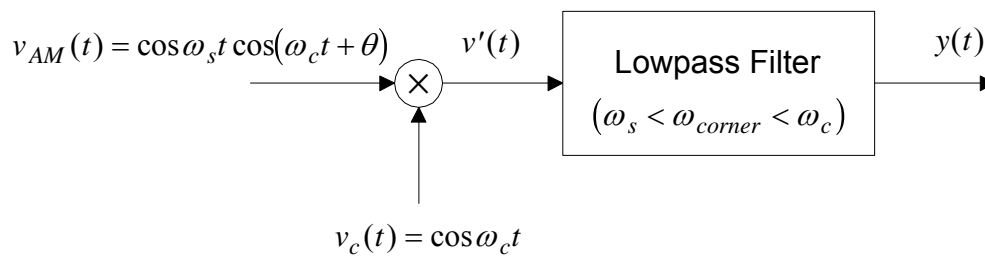 v_AM(t) = cos ω_s t cos(ω_c t + θ)
v'(t)
Lowpass Filter
(ω_s < ω_corner < ω_c)
y(t)
×
v_c(t) = cos ω_c t